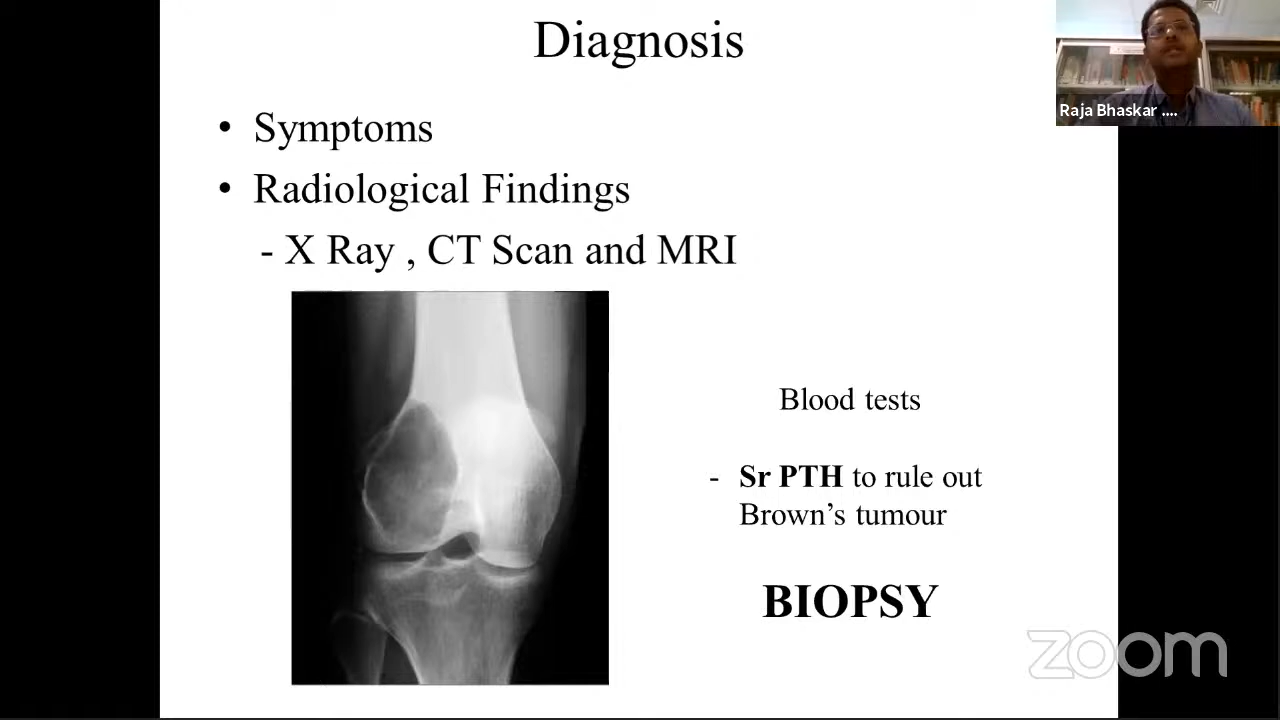 Diagnosis
• Symptoms
• Radiological Findings
- X Ray , CT Scan and MRI
Blood tests
- Sr PTH to rule out
Brown's tumour
BIOPSY
Raja Bhaskar ....
zoom